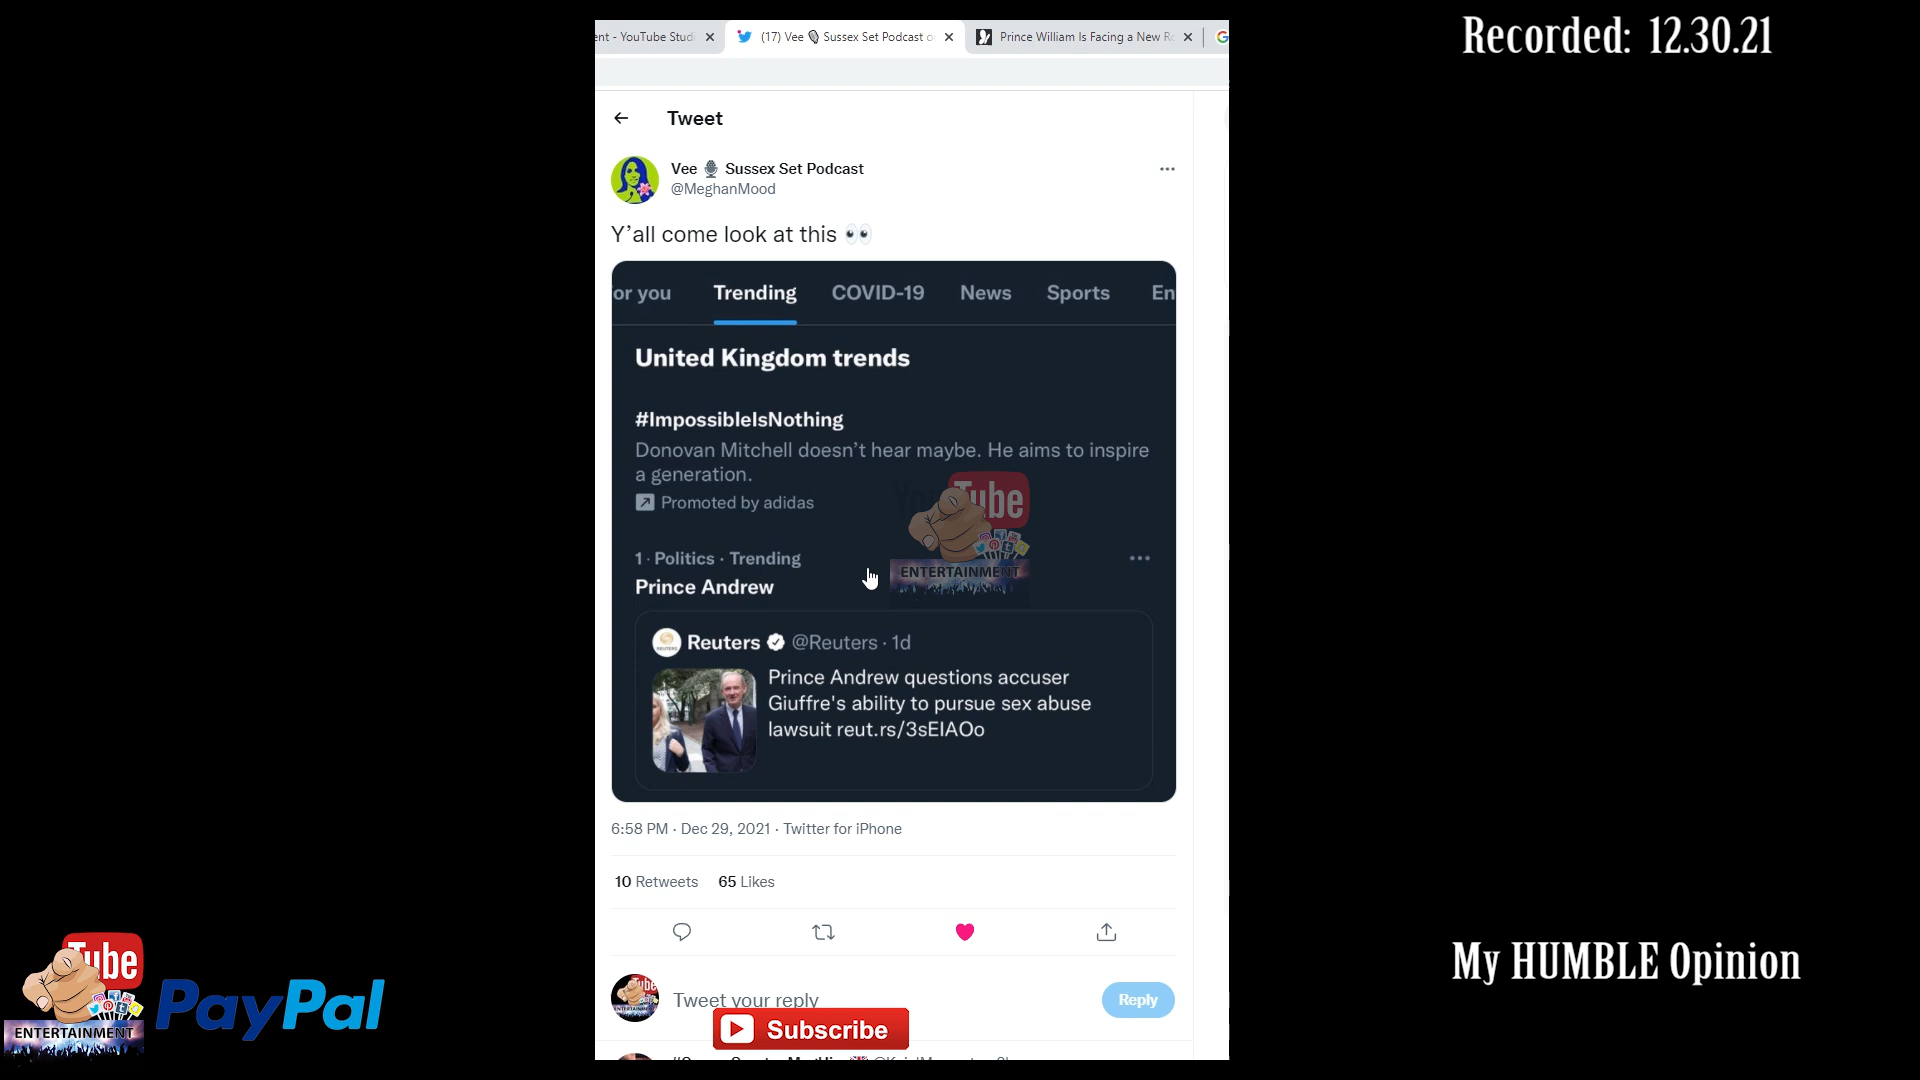 Recorded: 12.30.21
ent - YouTube Stud
(17) Vee 🎙 Sussex Set Podcast o
Prince William Is Facing a New Ro
Tweet
Vee 🎙 Sussex Set Podcast
@MeghanMood
Y’all come look at this 👀
or you Trending COVID-19 News Sports En
United Kingdom trends
#ImpossibleIsNothing
Donovan Mitchell doesn’t hear maybe. He aims to inspire
a generation.
Promoted by adidas
YouTube
ENTERTAINMENT
1 · Politics · Trending
Prince Andrew
Reuters @Reuters · 1d
Prince Andrew questions accuser
Giuffre's ability to pursue sex abuse
lawsuit reut.rs/3sEIAOo
6:58 PM · Dec 29, 2021 · Twitter for iPhone
10 Retweets 65 Likes
Tweet your reply
Reply
Subscribe
Tube
ENTERTAINMENT
PayPal
My HUMBLE Opinion